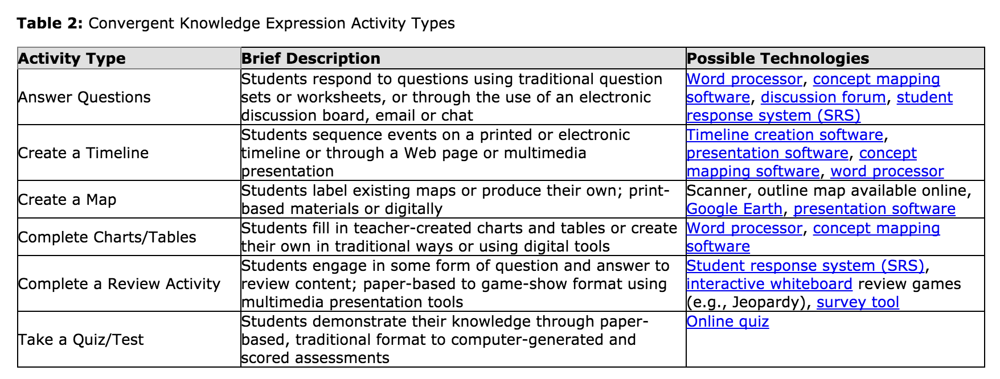 Table 2: Convergent Knowledge Expression Activity Types
Activity Type
Brief Description
Possible Technologies
Answer Questions
Students respond to questions using traditional question
sets or worksheets, or through the use of an electronic
discussion board, email or chat
Word processor, concept mapping
software, discussion forum, student
response system (SRS)
Create a Timeline
Students sequence events on a printed or electronic
timeline or through a Web page or multimedia
presentation
Timeline creation software,
presentation software, concept
mapping software, word processor
Create a Map
Students label existing maps or produce their own; print-
based materials or digitally
Scanner, outline map available online,
Google Earth, presentation software
Complete Charts/Tables
Students fill in teacher-created charts and tables or create
their own in traditional ways or using digital tools
Word processor, concept mapping
software
Complete a Review Activity
Students engage in some form of question and answer to
review content; paper-based to game-show format using
multimedia presentation tools
Student response system (SRS),
interactive whiteboard review games
(e.g., Jeopardy), survey tool
Take a Quiz/Test
Students demonstrate their knowledge through paper-
based, traditional format to computer-generated and
scored assessments
Online quiz